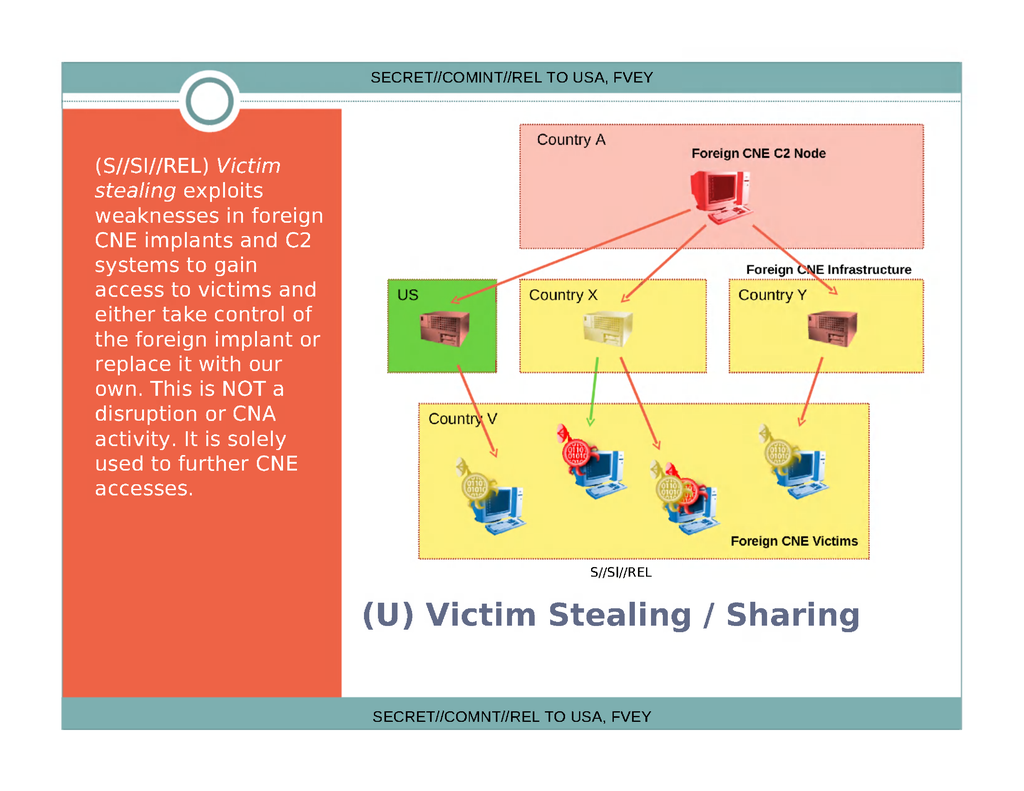 SECRET//COMINT//REL TO USA, FVEY
(S//SI//REL) Victim
stealing exploits
weaknesses in foreign
CNE implants and C2
systems to gain
access to victims and
either take control of
the foreign implant or
replace it with our
own. This is NOT a
disruption or CNA
activity. It is solely
used to further CNE
accesses.
Country A
Foreign CNE C2 Node
Foreign CNE Infrastructure
US
Country X
Country Y
Country V
0110
01010
0110
01010
0110
01010
0110
01010
Foreign CNE Victims
S//SI//REL
(U) Victim Stealing / Sharing
SECRET//COMNT//REL TO USA, FVEY